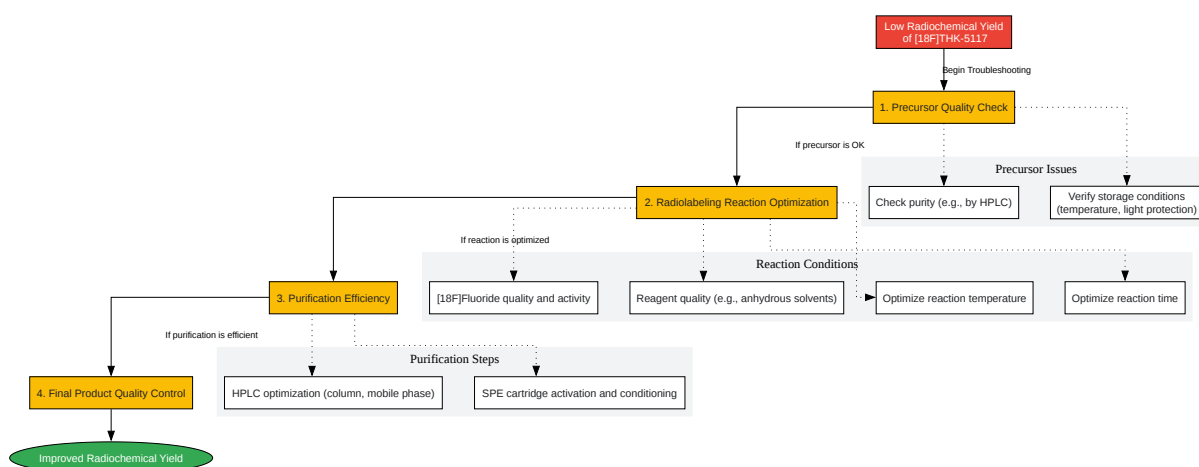 Low Radiochemical Yield
of [18F]THK-5117
Begin Troubleshooting
1. Precursor Quality Check
If precursor is OK
Precursor Issues
Check purity (e.g., by HPLC)
Verify storage conditions
(temperature, light protection)
2. Radiolabeling Reaction Optimization
If reaction is optimized
Reaction Conditions
[18F]Fluoride quality and activity
Reagent quality (e.g., anhydrous solvents)
Optimize reaction temperature
Optimize reaction time
3. Purification Efficiency
If purification is efficient
Purification Steps
HPLC optimization (column, mobile phase)
SPE cartridge activation and conditioning
4. Final Product Quality Control
Improved Radiochemical Yield